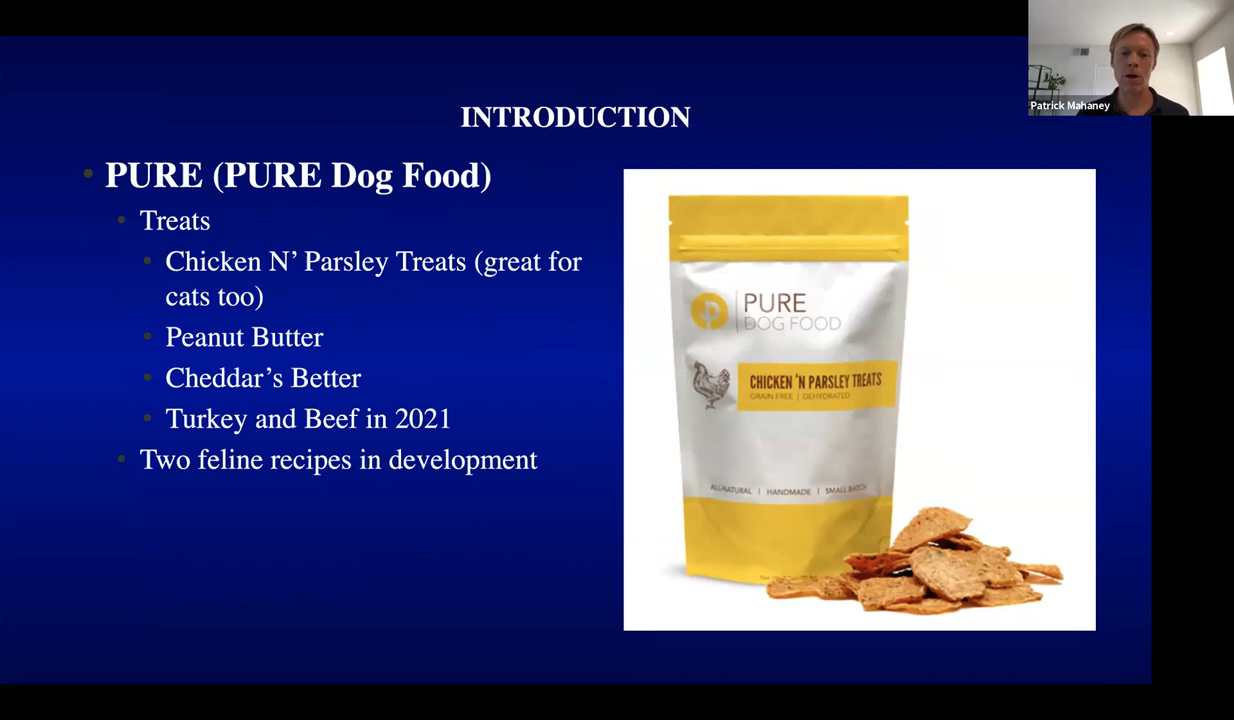 Patrick Mahaney
INTRODUCTION
• PURE (PURE Dog Food)
• Treats
• Chicken N’ Parsley Treats (great for
cats too)
• Peanut Butter
• Cheddar’s Better
• Turkey and Beef in 2021
• Two feline recipes in development
PURE
DOG FOOD
CHICKEN 'N PARSLEY TREATS
GRAIN FREE | DEHYDRATED
ALL-NATURAL | HANDMADE | SMALL BATCH